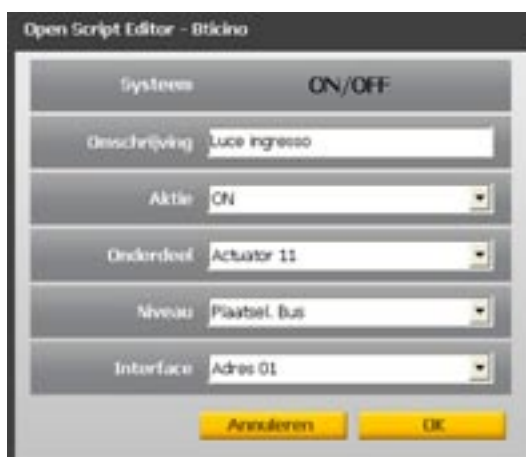 Open Script Editor - Bticino
Systeem ON/OFF
Omschrijving Luce ingresso
Aktie ON
Onderdeel Actuator 11
Niveau Plaatsel. Bus
Interface Adres 01
Annuleren OK